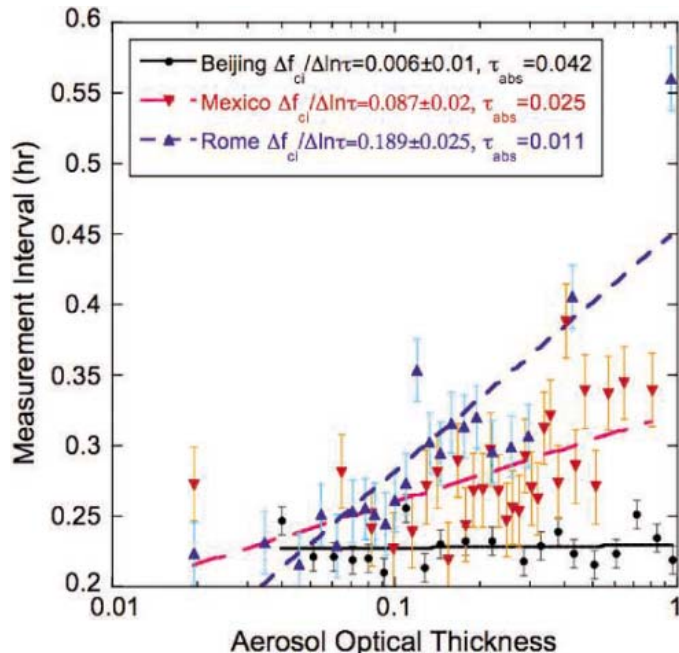 0.6
0.55
0.5
0.45
0.4
0.35
0.3
0.25
0.2
Measurement Interval (hr)
Beijing Δf_ci/Δlnτ=0.006±0.01, τ_abs=0.042
Mexico Δf_ci/Δlnτ=0.087±0.02, τ_abs=0.025
Rome Δf_ci/Δlnτ=0.189±0.025, τ_abs=0.011
0.01 0.1 1
Aerosol Optical Thickness